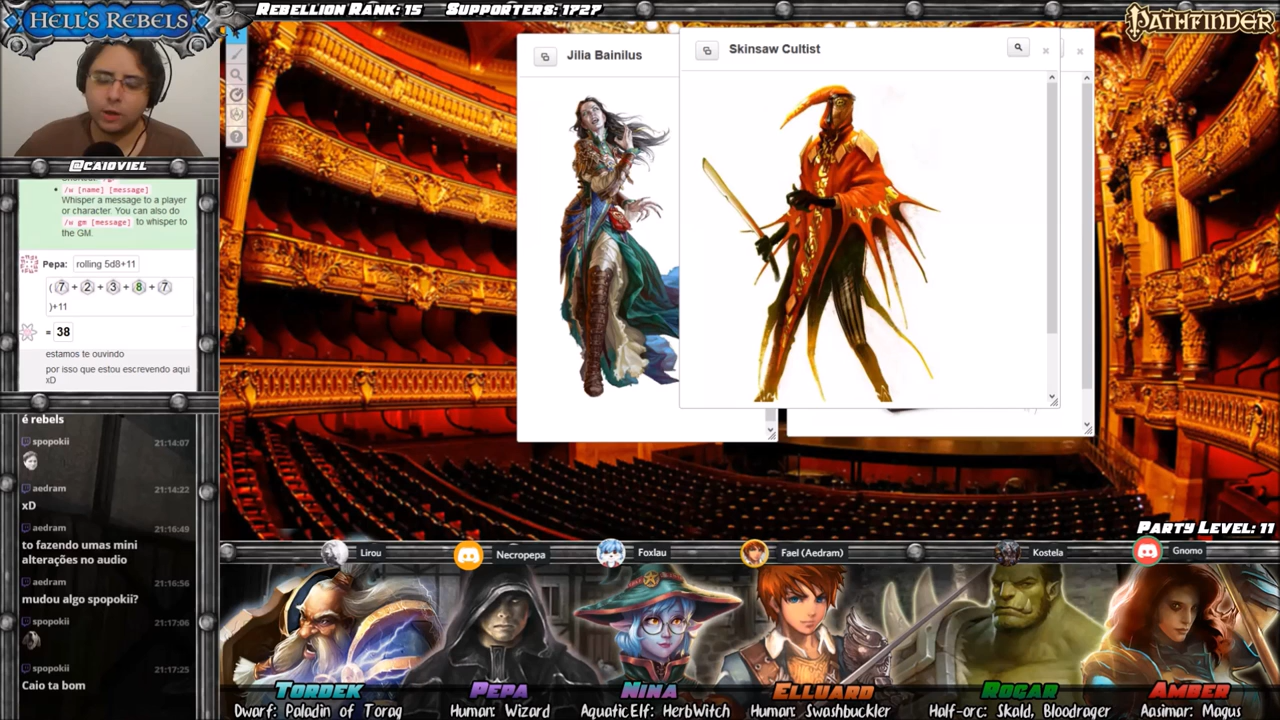 REBELLION RANK: 15 SUPPORTERS: 1727
HELL'S REBELS
PATHFINDER
Jilia Bainilus
Skinsaw Cultist
@CAIOVIEL
/w [name] [message]
Whisper a message to a player
or character. You can also do
/w gm [message] to whisper to
the GM.
Pepa: rolling 5d8+11
(7+2+3+8+7
)+11
= 38
estamos te ouvindo
por isso que estou escrevendo aqui
xD
é rebels
spopokii 21:14:07
aedram 21:14:22
xD
aedram 21:16:49
to fazendo umas mini
alterações no audio
aedram 21:16:56
mudou algo spopokii?
spopokii 21:17:06
spopokii 21:17:25
Caio ta bom
PARTY LEVEL: 11
Lirou Necropepa Foxlau Fael (Aedram) Kostela Gnomo
TORDEK PEPA NINA ELLUARD ROGAR AMBER
Dwarf: Paladin of Torag Human: Wizard AquaticElf: HerbWitch Human: Swashbuckler Half-orc: Skald, Bloodrager Aasimar: Magus